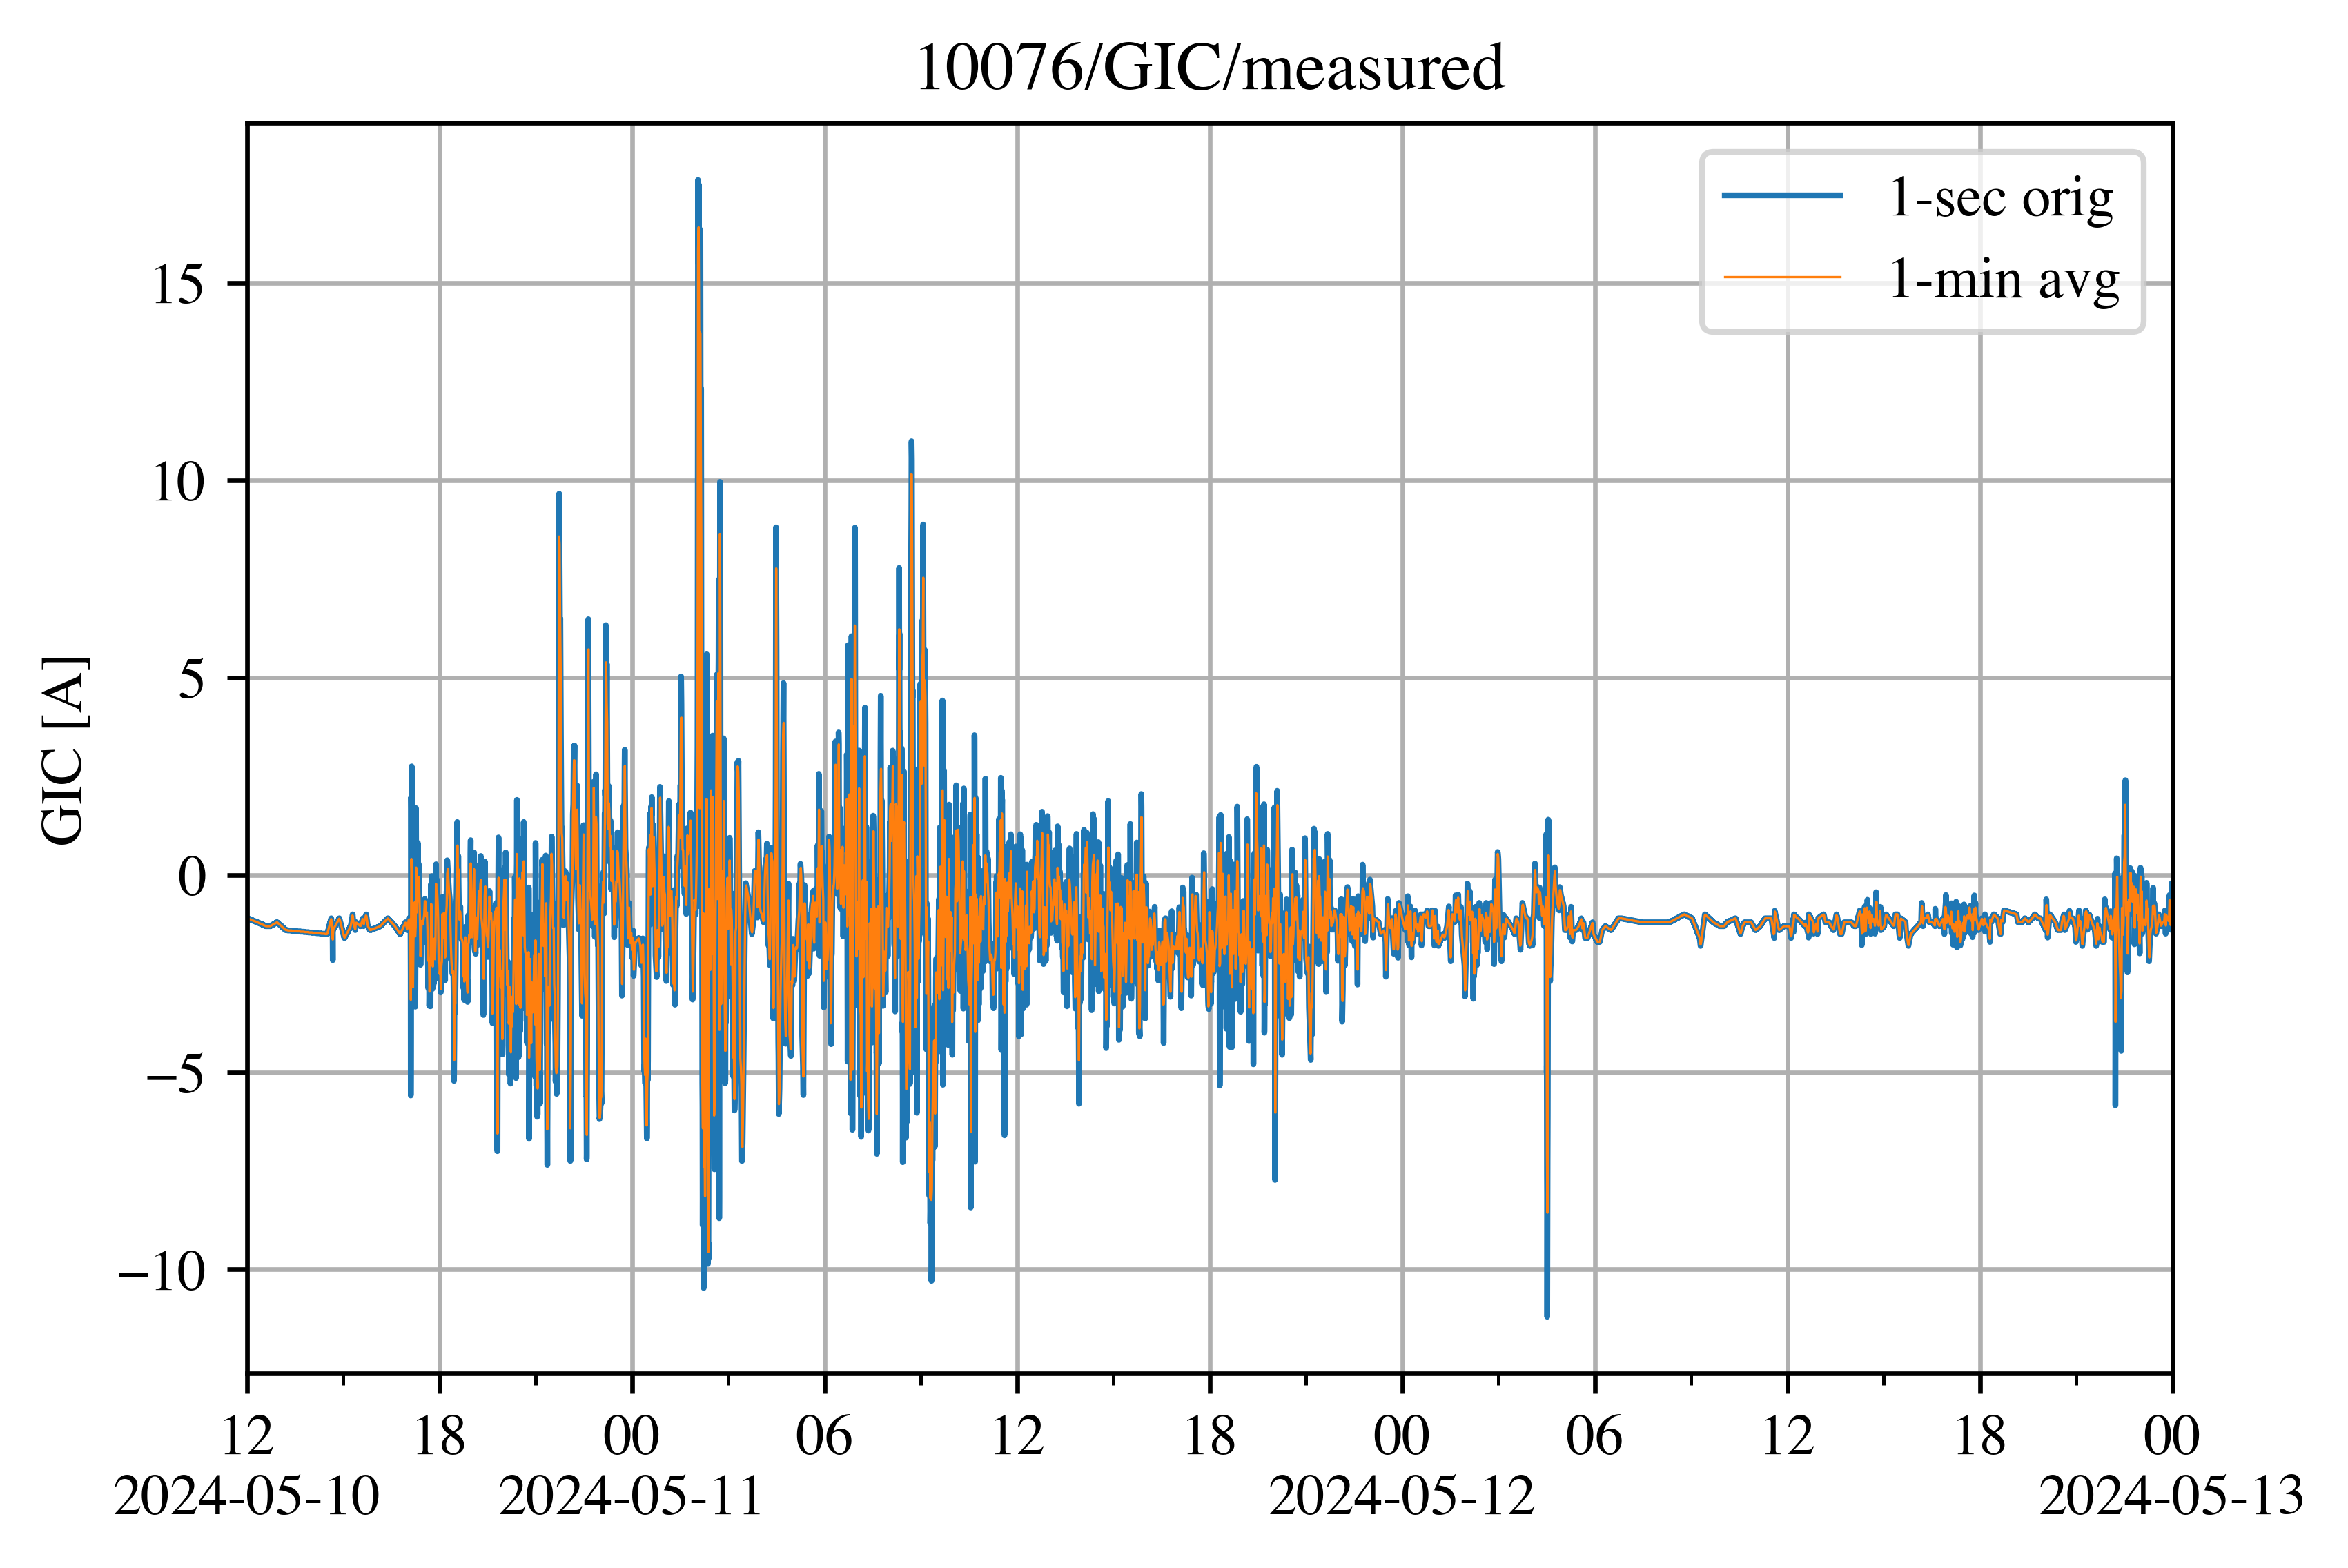 10076/GIC/measured
1-sec orig
1-min avg
GIC [A]
15
10
5
0
−5
−10
12 18 00 06 12 18 00 06 12 18 00
2024-05-10 2024-05-11 2024-05-12 2024-05-13